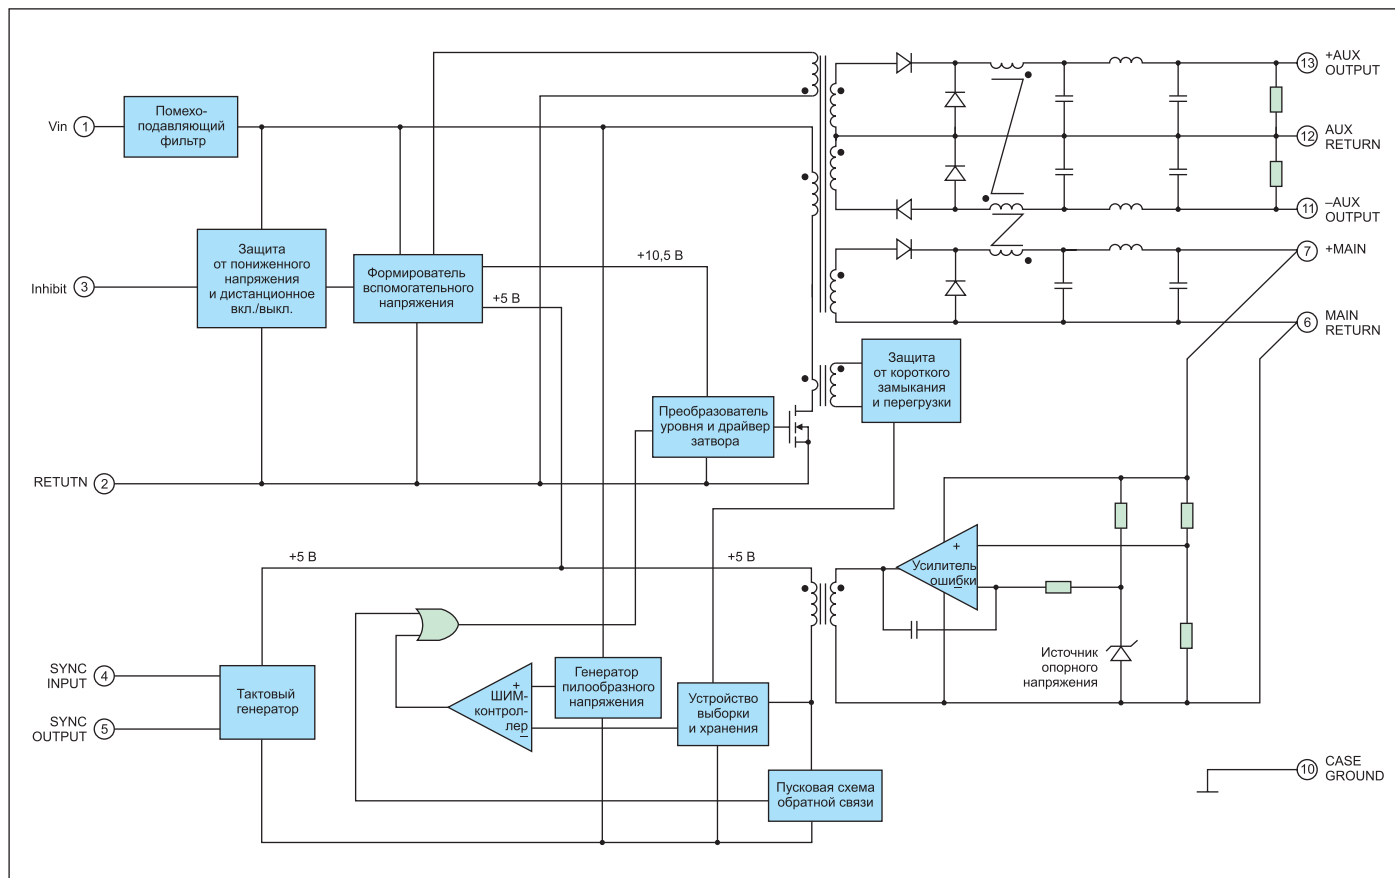 Vin
1
Помехо-
подавляющий
фильтр
13
+AUX
OUTPUT
12
AUX
RETURN
11
–AUX
OUTPUT
Inhibit
3
Защита
от пониженного
напряжения
и дистанционное
вкл./выкл.
Формирователь
вспомогательного
напряжения
+10,5 В
+5 В
7
+MAIN
6
MAIN
RETURN
Защита
от короткого
замыкания
и перегрузки
Преобразователь
уровня и драйвер
затвора
RETUTN
2
+5 В
+5 В
+
Усилитель
ошибки
–
Источник
опорного
напряжения
SYNC
INPUT
4
SYNC
OUTPUT
5
Тактовый
генератор
+
ШИМ-
контрол-
лер
–
Генератор
пилообразного
напряжения
Устройство
выборки
и хранения
Пусковая схема
обратной связи
10
CASE
GROUND